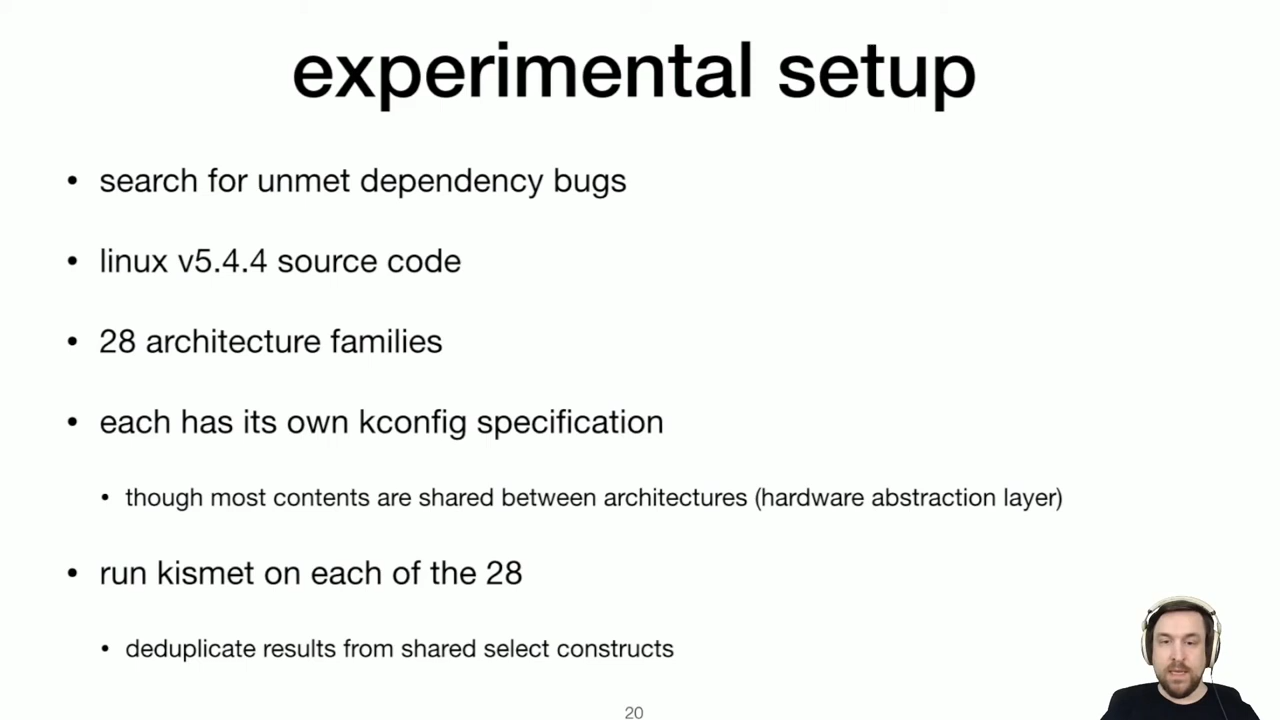 experimental setup
• search for unmet dependency bugs
• linux v5.4.4 source code
• 28 architecture families
• each has its own kconfig specification
• though most contents are shared between architectures (hardware abstraction layer)
• run kismet on each of the 28
• deduplicate results from shared select constructs
20